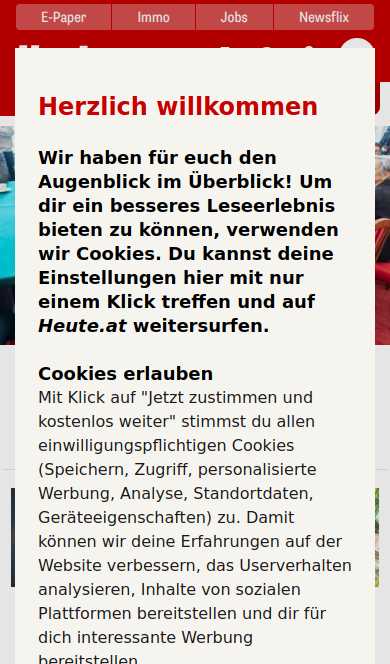 E-Paper
Immo
Jobs
Newsflix
Herzlich willkommen
Wir haben für euch den
Augenblick im Überblick! Um
dir ein besseres Leseerlebnis
bieten zu können, verwenden
wir Cookies. Du kannst deine
Einstellungen hier mit nur
einem Klick treffen und auf
Heute.at weitersurfen.
Cookies erlauben
Mit Klick auf "Jetzt zustimmen und
kostenlos weiter" stimmst du allen
einwilligungspflichtigen Cookies
(Speichern, Zugriff, personalisierte
Werbung, Analyse, Standortdaten,
Geräteeigenschaften) zu. Damit
können wir deine Erfahrungen auf der
Website verbessern, das Userverhalten
analysieren, Inhalte von sozialen
Plattformen bereitstellen und dir für
dich interessante Werbung
bereitstellen